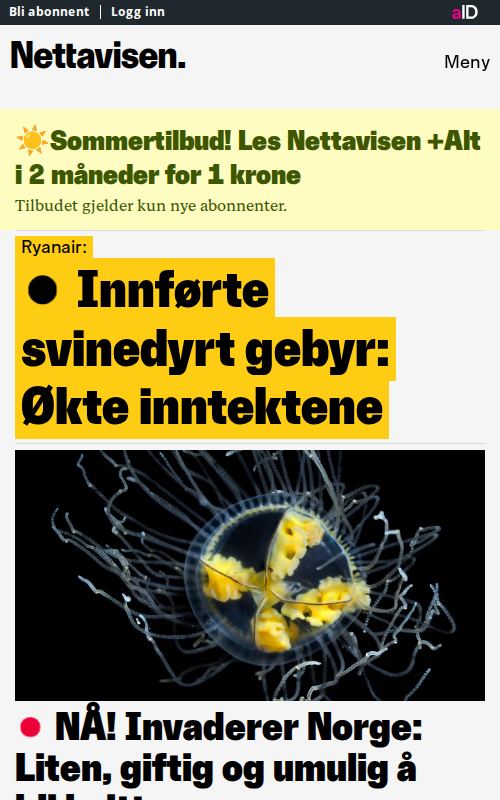 Bli abonnent
Logg inn
aID
Nettavisen.
Meny
☀️Sommertilbud! Les Nettavisen +Alt
i 2 måneder for 1 krone
Tilbudet gjelder kun nye abonnenter.
Ryanair:
Innførte
svinedyrt gebyr:
Økte inntektene
NÅ! Invaderer Norge:
Liten, giftig og umulig å